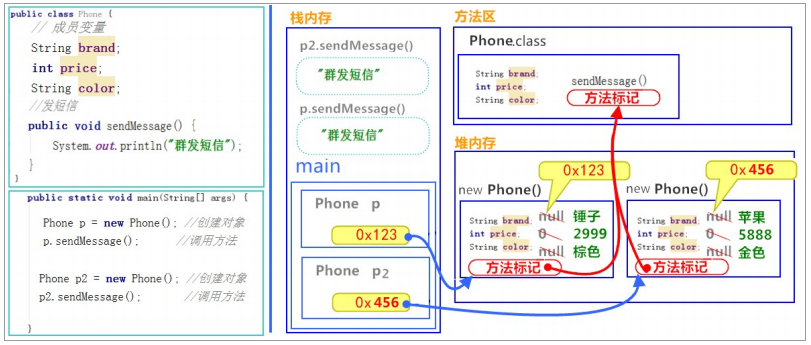 public class Phone {
// 成员变量
String brand;
int price;
String color;
//发短信
public void sendMessage() {
System.out.println("群发短信");
}
}
public static void main(String[] args) {
Phone p = new Phone(); //创建对象
p.sendMessage(); //调用方法
Phone p2 = new Phone(); //创建对象
p2.sendMessage(); //调用方法
}
栈内存
p2.sendMessage()
"群发短信"
p.sendMessage()
"群发短信"
main
Phone p
0x123
Phone p2
0x456
方法区
Phone.class
String brand;
int price;
String color;
sendMessage()
方法标记
堆内存
0x123
new Phone()
String brand; null 锤子
int price; 0 2999
String color; null 棕色
方法标记
0x456
new Phone()
String brand; null 苹果
int price; 0 5888
String color; null 金色
方法标记